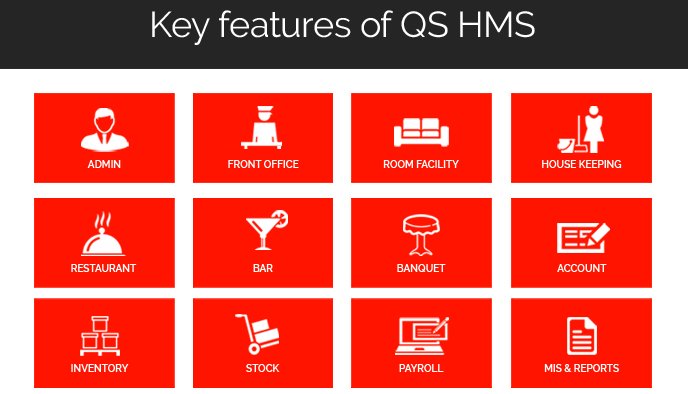 Key features of QS HMS
ADMIN
FRONT OFFICE
ROOM FACILITY
HOUSE KEEPING
RESTAURANT
BAR
BANQUET
ACCOUNT
INVENTORY
STOCK
PAYROLL
MIS & REPORTS